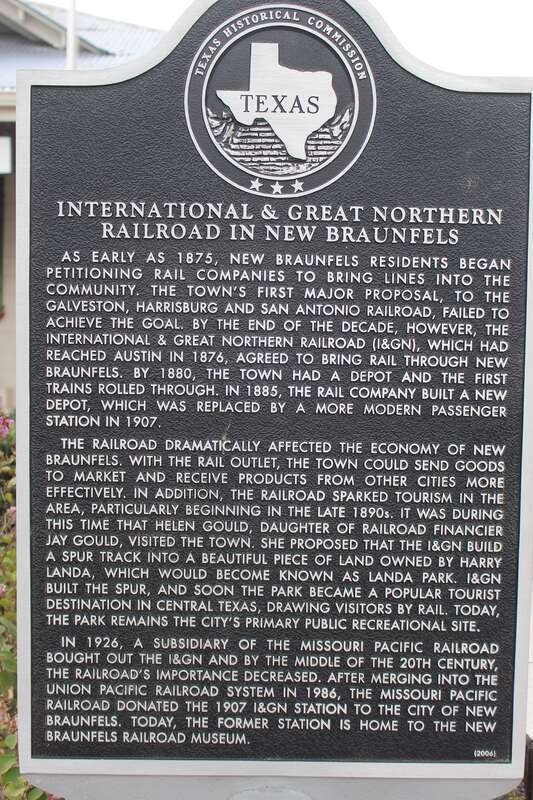 TEXAS HISTORICAL COMMISSION
TEXAS
INTERNATIONAL & GREAT NORTHERN
RAILROAD IN NEW BRAUNFELS
AS EARLY AS 1875, NEW BRAUNFELS RESIDENTS BEGAN
PETITIONING RAIL COMPANIES TO BRING LINES INTO THE
COMMUNITY. THE TOWN'S FIRST MAJOR PROPOSAL, TO THE
GALVESTON, HARRISBURG AND SAN ANTONIO RAILROAD, FAILED TO
ACHIEVE THE GOAL. BY THE END OF THE DECADE, HOWEVER, THE
INTERNATIONAL & GREAT NORTHERN RAILROAD (I&GN), WHICH HAD
REACHED AUSTIN IN 1876, AGREED TO BRING RAIL THROUGH NEW
BRAUNFELS. BY 1880, THE TOWN HAD A DEPOT AND THE FIRST
TRAINS ROLLED THROUGH. IN 1885, THE RAIL COMPANY BUILT A NEW
DEPOT, WHICH WAS REPLACED BY A MORE MODERN PASSENGER
STATION IN 1907.
THE RAILROAD DRAMATICALLY AFFECTED THE ECONOMY OF NEW
BRAUNFELS. WITH THE RAIL OUTLET, THE TOWN COULD SEND GOODS
TO MARKET AND RECEIVE PRODUCTS FROM OTHER CITIES MORE
EFFECTIVELY. IN ADDITION, THE RAILROAD SPARKED TOURISM IN THE
AREA, PARTICULARLY BEGINNING IN THE LATE 1890s. IT WAS DURING
THIS TIME THAT HELEN GOULD, DAUGHTER OF RAILROAD FINANCIER
JAY GOULD, VISITED THE TOWN. SHE PROPOSED THAT THE I&GN BUILD
A SPUR TRACK INTO A BEAUTIFUL PIECE OF LAND OWNED BY HARRY
LANDA, WHICH WOULD BECOME KNOWN AS LANDA PARK. I&GN
BUILT THE SPUR, AND SOON THE PARK BECAME A POPULAR TOURIST
DESTINATION IN CENTRAL TEXAS, DRAWING VISITORS BY RAIL. TODAY,
THE PARK REMAINS THE CITY'S PRIMARY PUBLIC RECREATIONAL SITE.
IN 1926, A SUBSIDIARY OF THE MISSOURI PACIFIC RAILROAD
BOUGHT OUT THE I&GN AND BY THE MIDDLE OF THE 20TH CENTURY,
THE RAILROAD'S IMPORTANCE DECREASED. AFTER MERGING INTO THE
UNION PACIFIC RAILROAD SYSTEM IN 1986, THE MISSOURI PACIFIC
RAILROAD DONATED THE 1907 I&GN STATION TO THE CITY OF NEW
BRAUNFELS. TODAY, THE FORMER STATION IS HOME TO THE NEW
BRAUNFELS RAILROAD MUSEUM.
(2006)